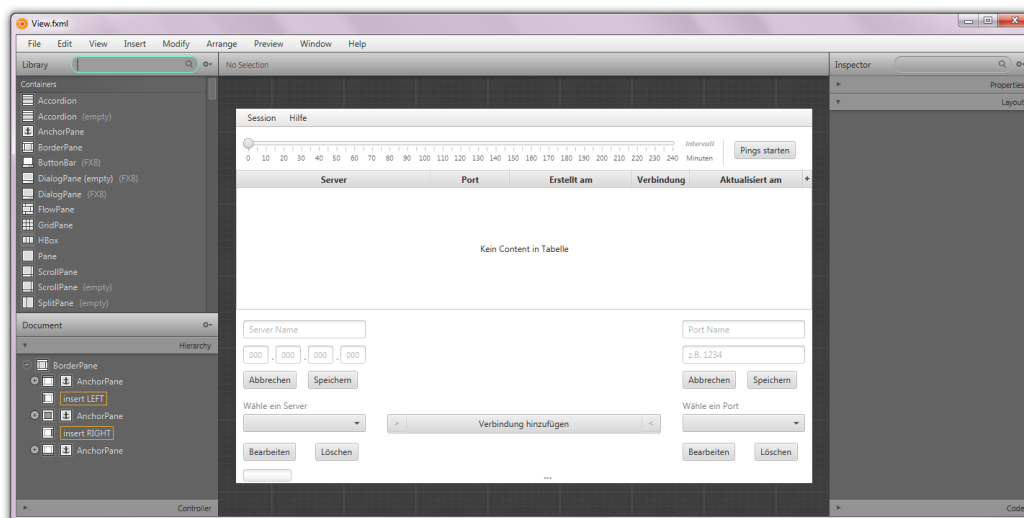 View.fxml
File Edit View Insert Modify Arrange Preview Window Help
Library
No Selection
Inspector
Containers
Accordion
Accordion (empty)
AnchorPane
BorderPane
ButtonBar (FX8)
DialogPane (empty) (FX8)
DialogPane (FX8)
FlowPane
GridPane
HBox
Pane
ScrollPane
ScrollPane (empty)
SplitPane (empty)
Document
Hierarchy
BorderPane
AnchorPane
insert LEFT
AnchorPane
insert RIGHT
AnchorPane
Controller
Session Hilfe
0 10 20 30 40 50 60 70 80 90 100 110 120 130 140 150 160 170 180 190 200 210 220 230 240
Intervall
Minuten
Pings starten
Server Port Erstellt am Verbindung Aktualisiert am +
Kein Content in Tabelle
Server Name
000 . 000 . 000 . 000
Abbrechen Speichern
Wähle ein Server
Bearbeiten Löschen
> Verbindung hinzufügen <
...
Port Name
z.B. 1234
Abbrechen Speichern
Wähle ein Port
Bearbeiten Löschen
Properties
Layout
Code